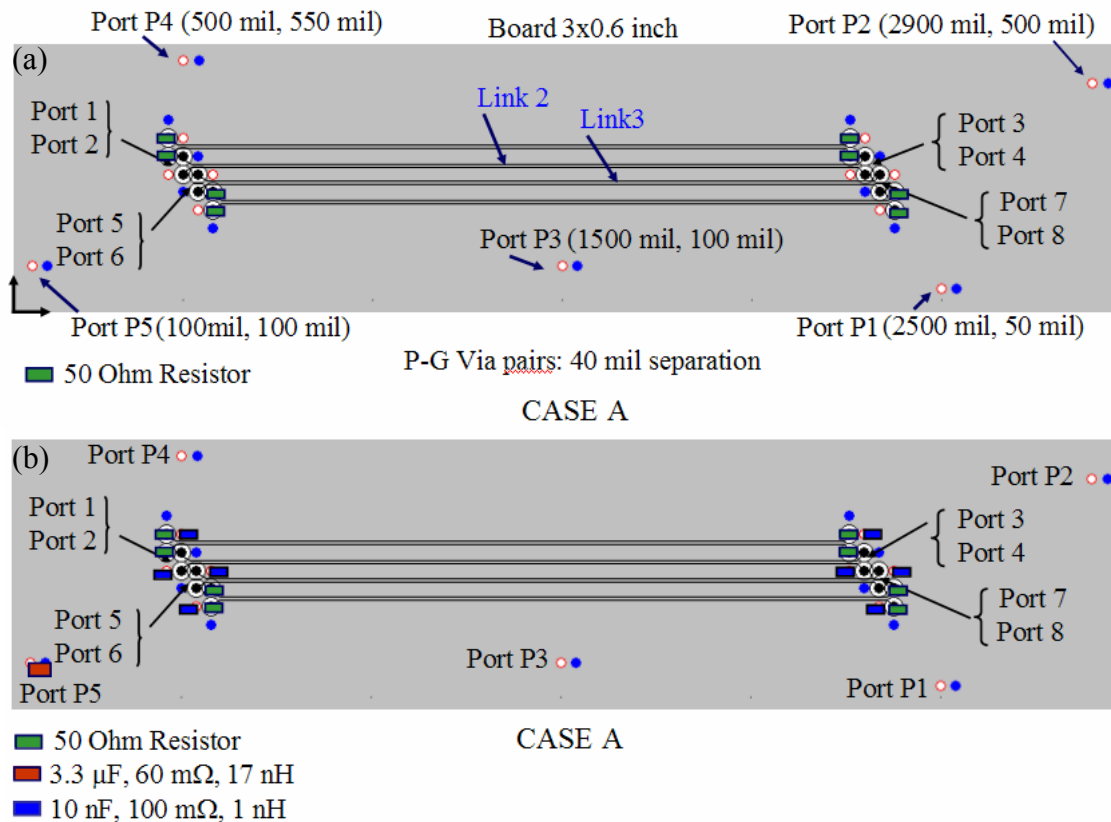 Port P4 (500 mil, 550 mil)
Board 3x0.6 inch
Port P2 (2900 mil, 500 mil)
(a)
Link 2
Link3
Port 1
Port 2
Port 3
Port 4
Port 5
Port 6
Port 7
Port 8
Port P3 (1500 mil, 100 mil)
Port P5 (100mil, 100 mil)
Port P1 (2500 mil, 50 mil)
50 Ohm Resistor
P-G Via pairs: 40 mil separation
CASE A
(b)
Port P4
Port P2
Port 1
Port 2
Port 3
Port 4
Port 5
Port 6
Port 7
Port 8
Port P3
Port P5
Port P1
50 Ohm Resistor
CASE A
3.3 µF, 60 mΩ, 17 nH
10 nF, 100 mΩ, 1 nH